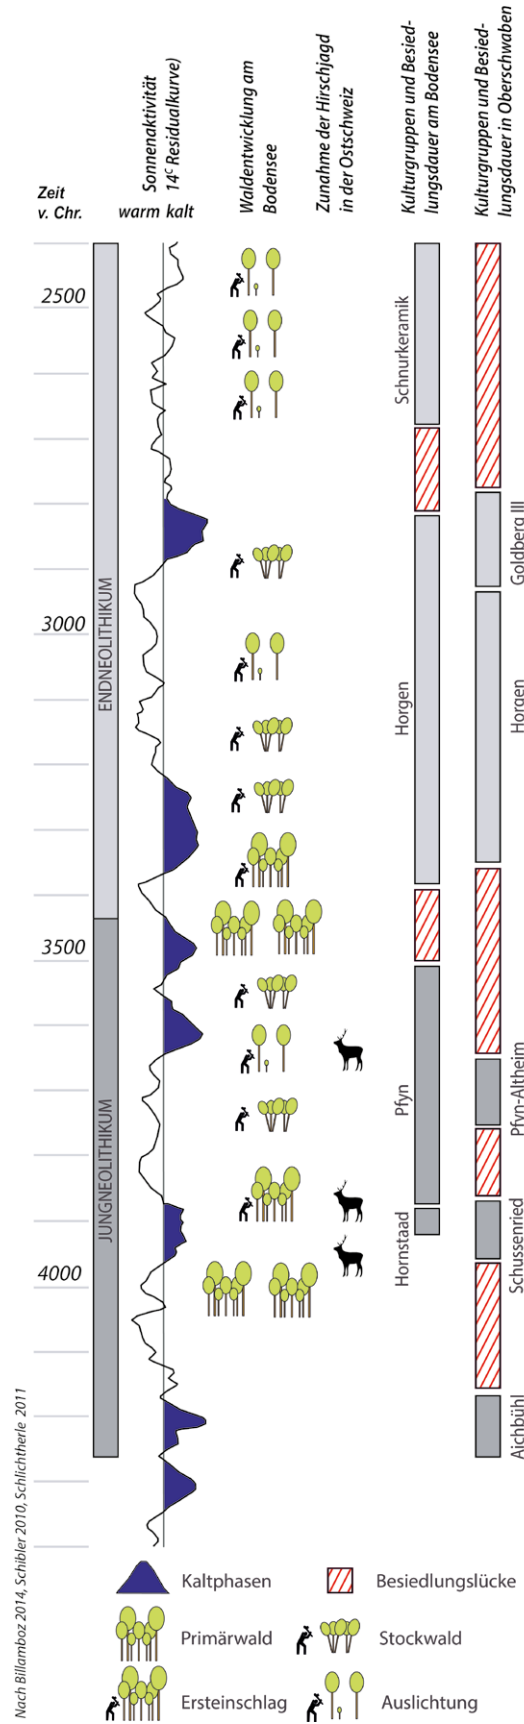 Zeit
v. Chr.
Sonnenaktivität
14c Residualkurve)
warm kalt
Waldentwicklung am
Bodensee
Zunahme der Hirschjagd
in der Ostschweiz
Kulturgruppen und Besied-
lungsdauer am Bodensee
Kulturgruppen und Besied-
lungsdauer in Oberschwaben
2500
3000
3500
4000
ENDNEOLITHIKUM
JUNGNEOLITHIKUM
Schnurkeramik
Horgen
Pfyn
Hornstaad
Goldberg III
Horgen
Pfyn-Altheim
Schussenried
Aichbühl
Nach Billamboz 2014, Schibler 2010, Schlichtherle 2011
Kaltphasen
Besiedlungslücke
Primärwald
Stockwald
Ersteinschlag
Auslichtung